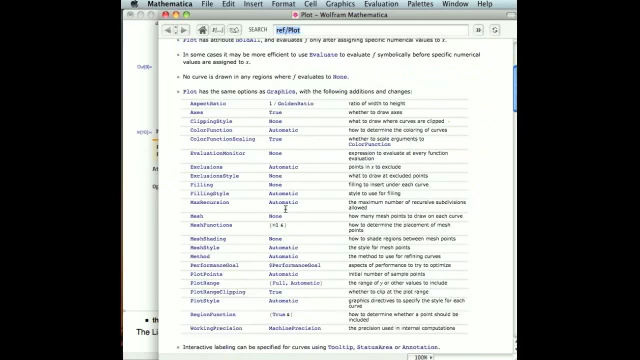 Mathematica File Edit Insert Format Cell Graphics Evaluation Palettes Window Help
Plot – Wolfram Mathematica
SEARCH ref/Plot
Plot has attribute HoldAll, and evaluates f only after assigning specific numerical values to x.
In some cases it may be more efficient to use Evaluate to evaluate f symbolically before specific numerical
values are assigned to x.
No curve is drawn in any regions where f evaluates to None.
Plot has the same options as Graphics, with the following additions and changes:
AspectRatio 1 / GoldenRatio ratio of width to height
Axes True whether to draw axes
ClippingStyle None what to draw where curves are clipped
ColorFunction Automatic how to determine the coloring of curves
ColorFunctionScaling True whether to scale arguments to
ColorFunction
EvaluationMonitor None expression to evaluate at every function
evaluation
Exclusions Automatic points in x to exclude
ExclusionsStyle None what to draw at excluded points
Filling None filling to insert under each curve
FillingStyle Automatic style to use for filling
MaxRecursion Automatic the maximum number of recursive subdivisions
allowed
Mesh None how many mesh points to draw on each curve
MeshFunctions {#1 &} how to determine the placement of mesh
points
MeshShading None how to shade regions between mesh points
MeshStyle Automatic the style for mesh points
Method Automatic the method to use for refining curves
PerformanceGoal $PerformanceGoal aspects of performance to try to optimize
PlotPoints Automatic initial number of sample points
PlotRange {Full, Automatic} the range of y or other values to include
PlotRangeClipping True whether to clip at the plot range
PlotStyle Automatic graphics directives to specify the style for each
curve
RegionFunction (True &) how to determine whether a point should be
included
WorkingPrecision MachinePrecision the precision used in internal computations
Interactive labeling can be specified for curves using Tooltip, StatusArea or Annotation.
The Li
100%